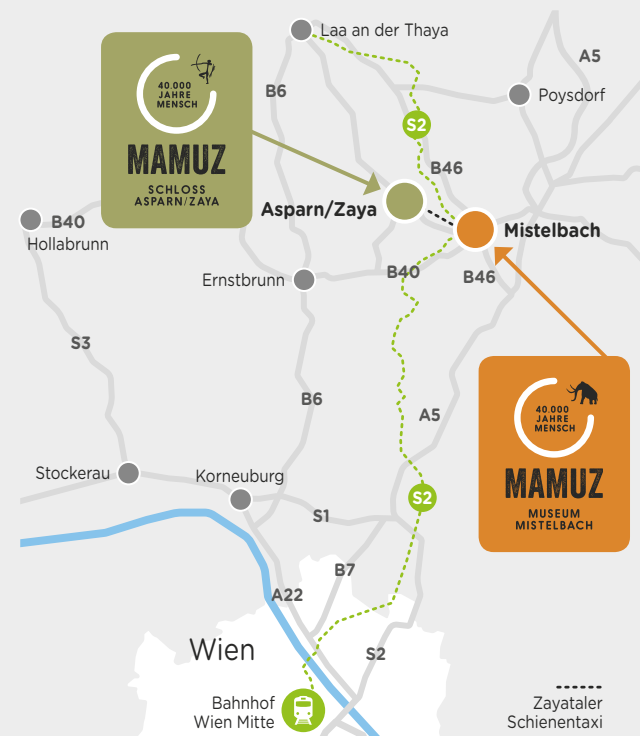 Laa an der Thaya
A5
B6
Poysdorf
40.000
JAHRE
MENSCH
MAMUZ
SCHLOSS
ASPARN/ZAYA
S2
B46
Asparn/Zaya
B40
Hollabrunn
Mistelbach
Ernstbrunn
B40
B46
S3
B6
A5
40.000
JAHRE
MENSCH
MAMUZ
MUSEUM
MISTELBACH
Stockerau
Korneuburg
S2
S1
B7
A22
Wien
S2
Bahnhof
Wien Mitte
Zayataler
Schienentaxi